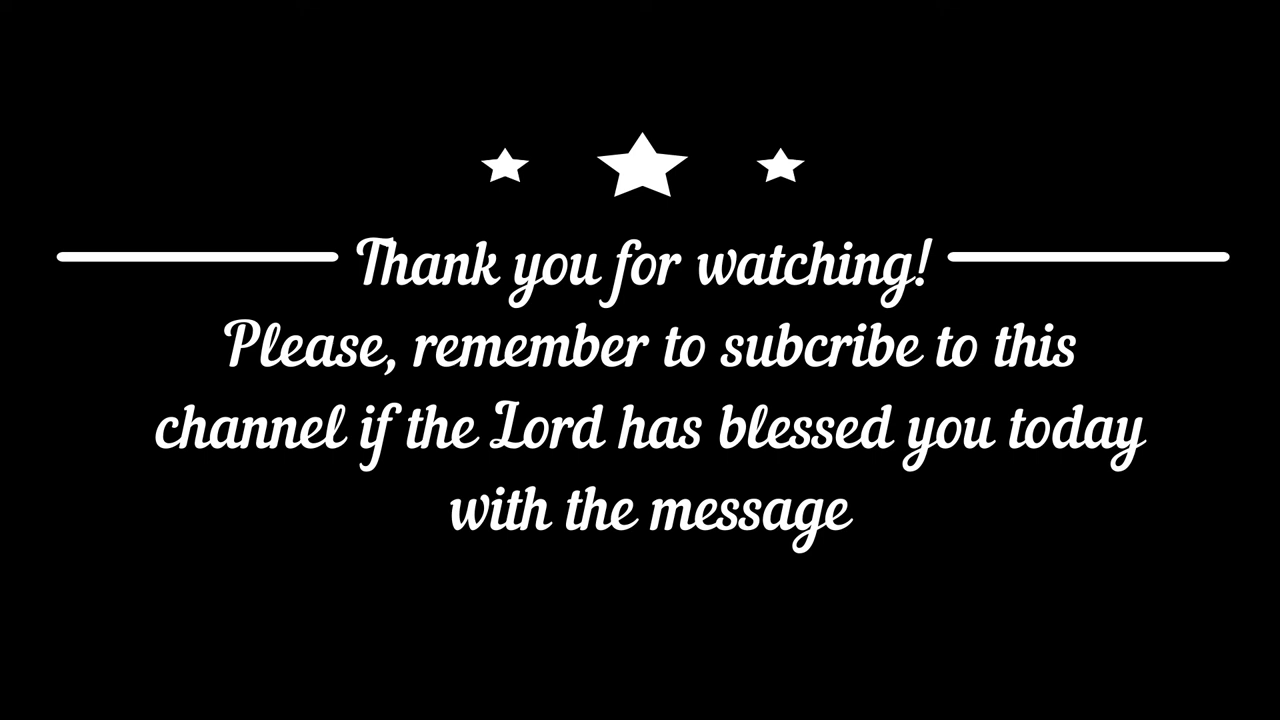 Thank you for watching!
Please, remember to subcribe to this
channel if the Lord has blessed you today
with the message